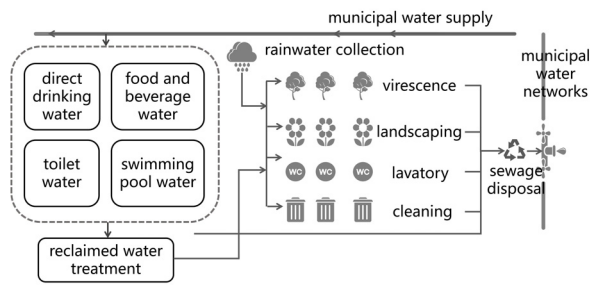 municipal water supply
rainwater collection
municipal
water
networks
direct
drinking
water
food and
beverage
water
toilet
water
swimming
pool water
virescence
landscaping
WC WC WC
lavatory
cleaning
sewage
disposal
reclaimed water
treatment